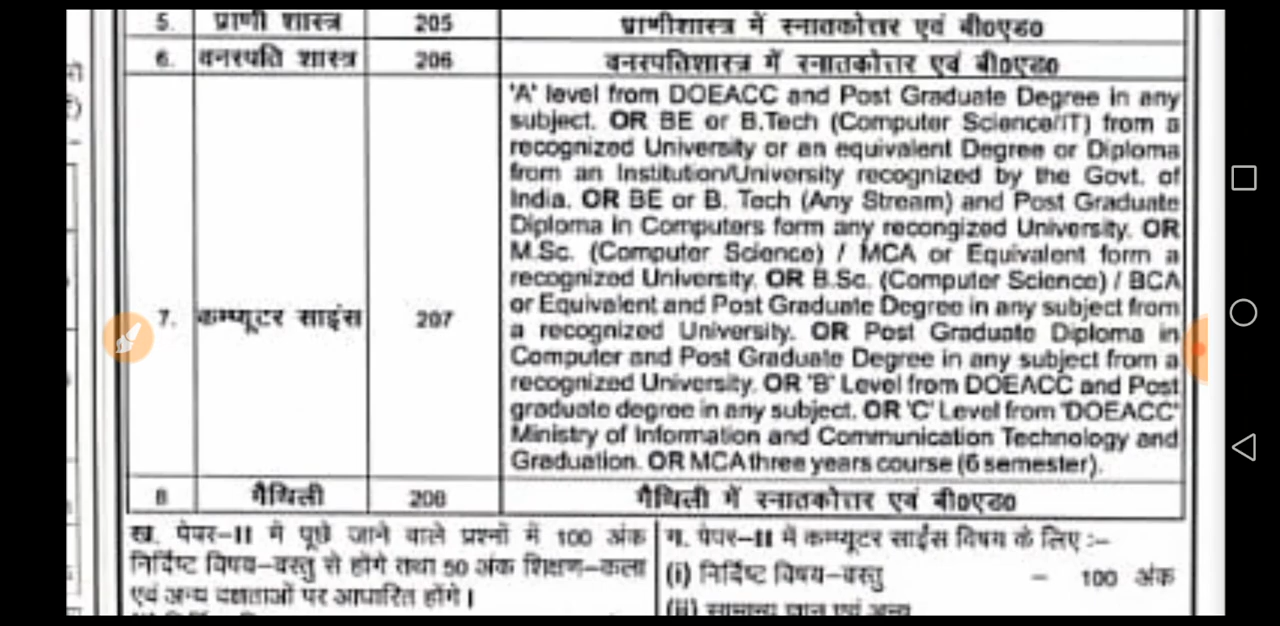 5. प्राणी शास्त्र 205 प्राणीशास्त्र में स्नातकोत्तर एवं बी०एड०
6. वनस्पति शास्त्र 206 वनस्पतिशास्त्र में स्नातकोत्तर एवं बी०एड०
'A' level from DOEACC and Post Graduate Degree in any
subject. OR BE or B.Tech (Computer Science/IT) from a
recognized University or an equivalent Degree or Diploma
from an Institution/University recognized by the Govt. of
India. OR BE or B. Tech (Any Stream) and Post Graduate
Diploma in Computers form any recongized University. OR
M.Sc. (Computer Science) / MCA or Equivalent form a
recognized University. OR B.Sc. (Computer Science) / BCA
or Equivalent and Post Graduate Degree in any subject from
7. कम्प्यूटर साइंस 207 a recognized University. OR Post Graduate Diploma in
Computer and Post Graduate Degree in any subject from a
recognized University. OR 'B' Level from DOEACC and Post
graduate degree in any subject. OR 'C' Level from 'DOEACC'
Ministry of Information and Communication Technology and
Graduation. OR MCA three years course (6 semester).
8 मैथिली 208 मैथिली में स्नातकोत्तर एवं बी०एड०
ख. पेपर-II में पूछे जाने वाले प्रश्नों में 100 अंक
निर्दिष्ट विषय-वस्तु से होंगे तथा 50 अंक शिक्षण-कला
एवं अन्य दक्षताओं पर आधारित होंगे।
ग. पेपर-II में कम्प्यूटर साईंस विषय के लिए :-
(i) निर्दिष्ट विषय-वस्तु - 100 अंक
(ii) सामान्य ज्ञान एवं अन्य